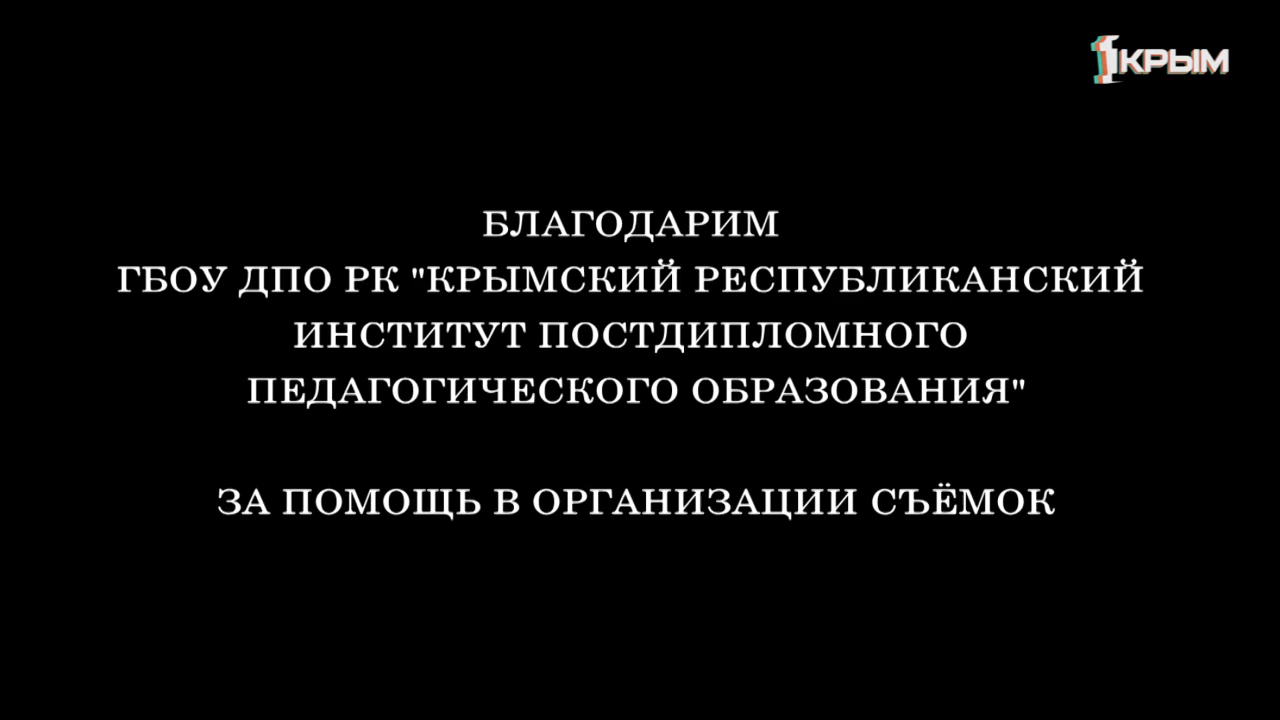 1КРЫМ
БЛАГОДАРИМ
ГБОУ ДПО РК "КРЫМСКИЙ РЕСПУБЛИКАНСКИЙ
ИНСТИТУТ ПОСТДИПЛОМНОГО
ПЕДАГОГИЧЕСКОГО ОБРАЗОВАНИЯ"
ЗА ПОМОЩЬ В ОРГАНИЗАЦИИ СЪЁМОК